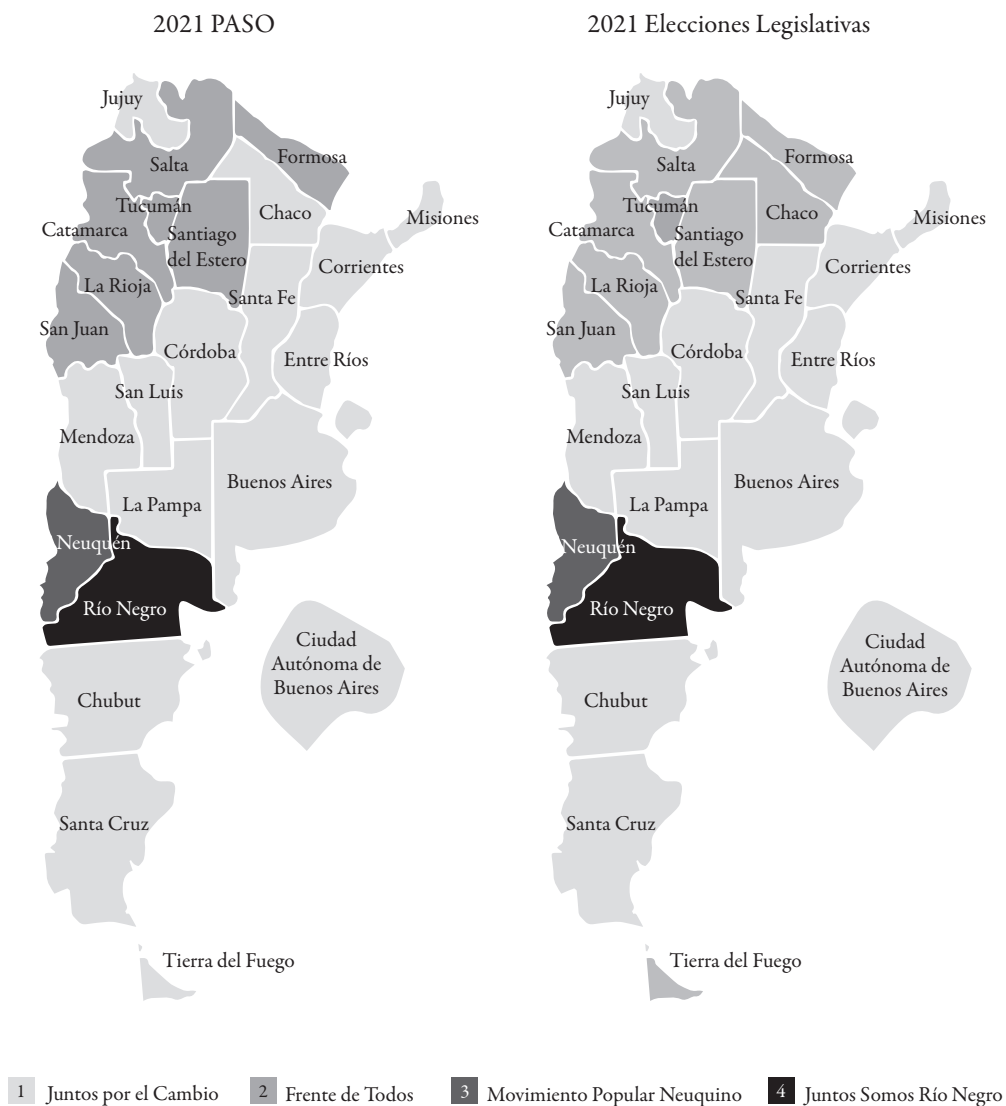 2021 PASO
2021 Elecciones Legislativas
Jujuy
Salta
Formosa
Tucumán
Chaco
Misiones
Catamarca
Santiago
del Estero
Corrientes
La Rioja
Santa Fe
San Juan
Córdoba
Entre Ríos
San Luis
Mendoza
Buenos Aires
La Pampa
Neuquén
Río Negro
Ciudad
Autónoma de
Buenos Aires
Chubut
Santa Cruz
Tierra del Fuego
Jujuy
Salta
Formosa
Tucumán
Chaco
Misiones
Catamarca
Santiago
del Estero
Corrientes
La Rioja
Santa Fe
San Juan
Córdoba
Entre Ríos
San Luis
Mendoza
Buenos Aires
La Pampa
Neuquén
Río Negro
Ciudad
Autónoma de
Buenos Aires
Chubut
Santa Cruz
Tierra del Fuego
1 Juntos por el Cambio
2 Frente de Todos
3 Movimiento Popular Neuquino
4 Juntos Somos Río Negro